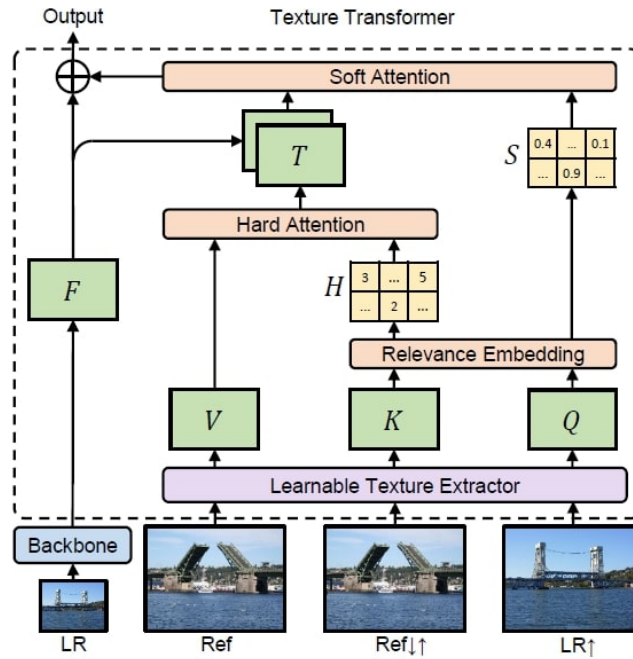 Output
Texture Transformer
Soft Attention
T
S
0.4 ... 0.1
... 0.9 ...
Hard Attention
F
H
3 ... 5
... 2 ...
Relevance Embedding
V
K
Q
Learnable Texture Extractor
Backbone
LR
Ref
Ref↓↑
LR↑